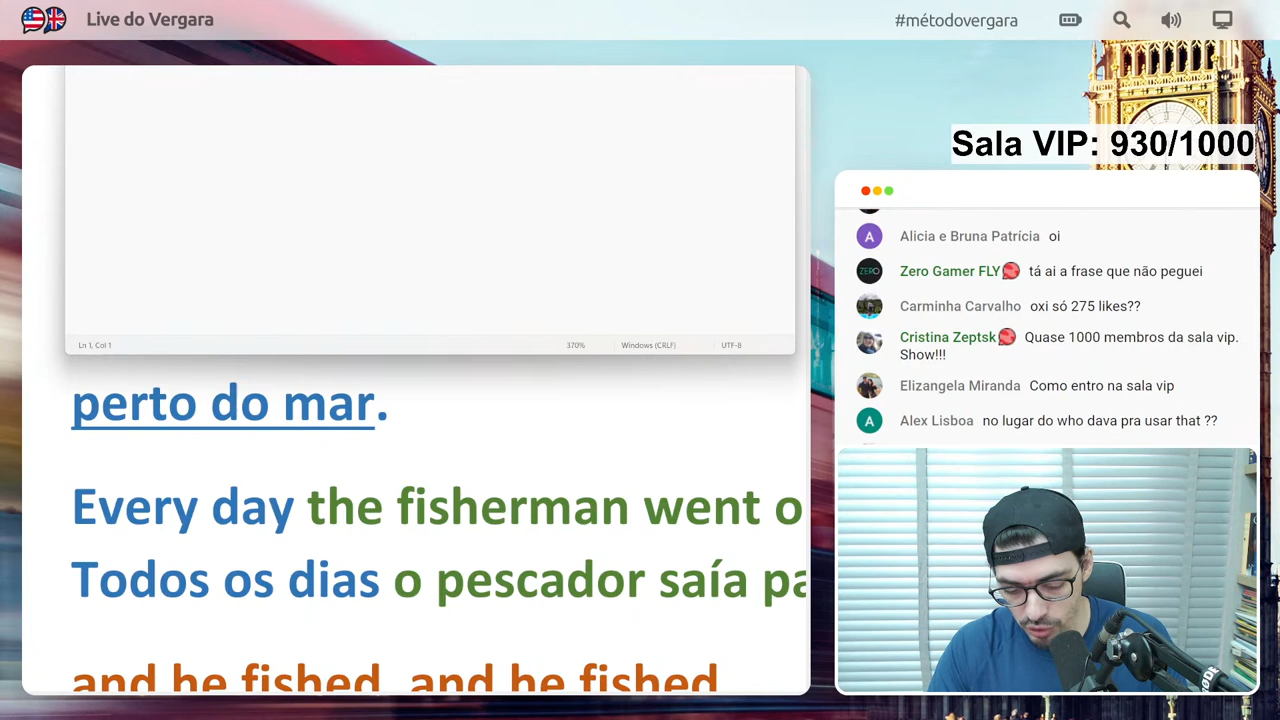 Live do Vergara
#métodovergara
Sala VIP: 930/1000
Ln 1, Col 1
370%
Windows (CRLF)
UTF-8
perto do mar.
Every day the fisherman went o
Todos os dias o pescador saía pa
and he fished, and he fished
A
Alicia e Bruna Patrícia oi
ZERO
Zero Gamer FLY tá ai a frase que não peguei
Carminha Carvalho oxi só 275 likes??
Cristina Zeptsk Quase 1000 membros da sala vip.
Show!!!
Elizangela Miranda Como entro na sala vip
A
Alex Lisboa no lugar do who dava pra usar that ??